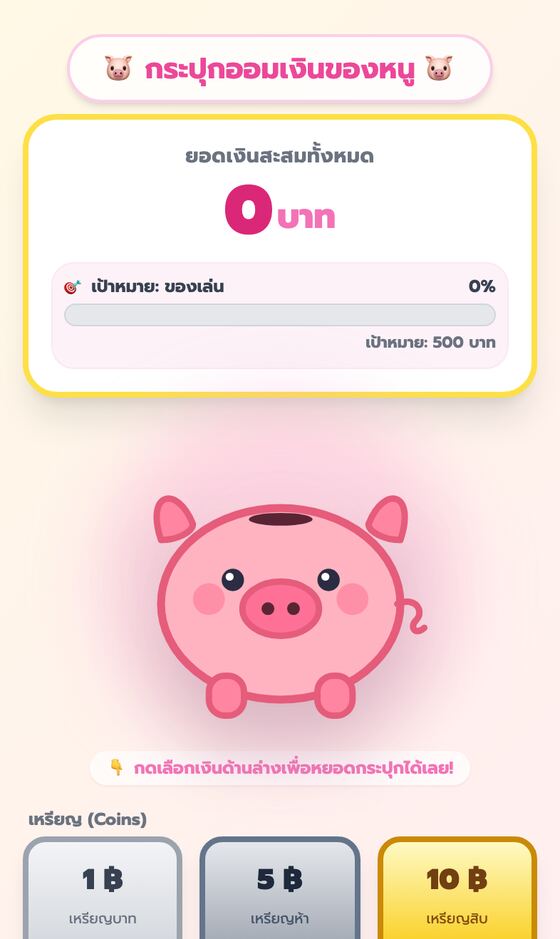 🐷 กระปุกออมเงินของหนู 🐷
ยอดเงินสะสมทั้งหมด
0 บาท
🎯 เป้าหมาย: ของเล่น 0%
เป้าหมาย: 500 บาท
👇 กดเลือกเงินด้านล่างเพื่อหยอดกระปุกได้เลย!
เหรียญ (Coins)
1 ฿ 5 ฿ 10 ฿
เหรียญบาท เหรียญห้า เหรียญสิบ